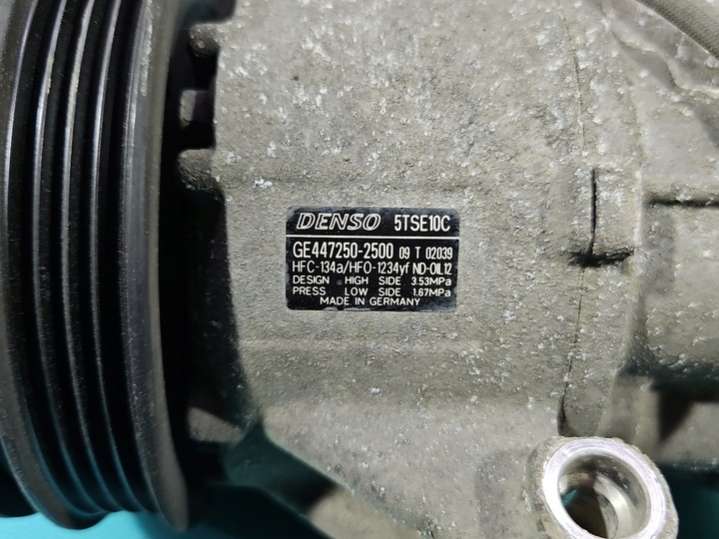 DENSO 5TSE10C
GE447250-2500 09 T 02039
HFC-134a/HFO-1234yf ND-OIL12
DESIGN HIGH SIDE 3.53MPa
PRESS LOW SIDE 1.67MPa
MADE IN GERMANY